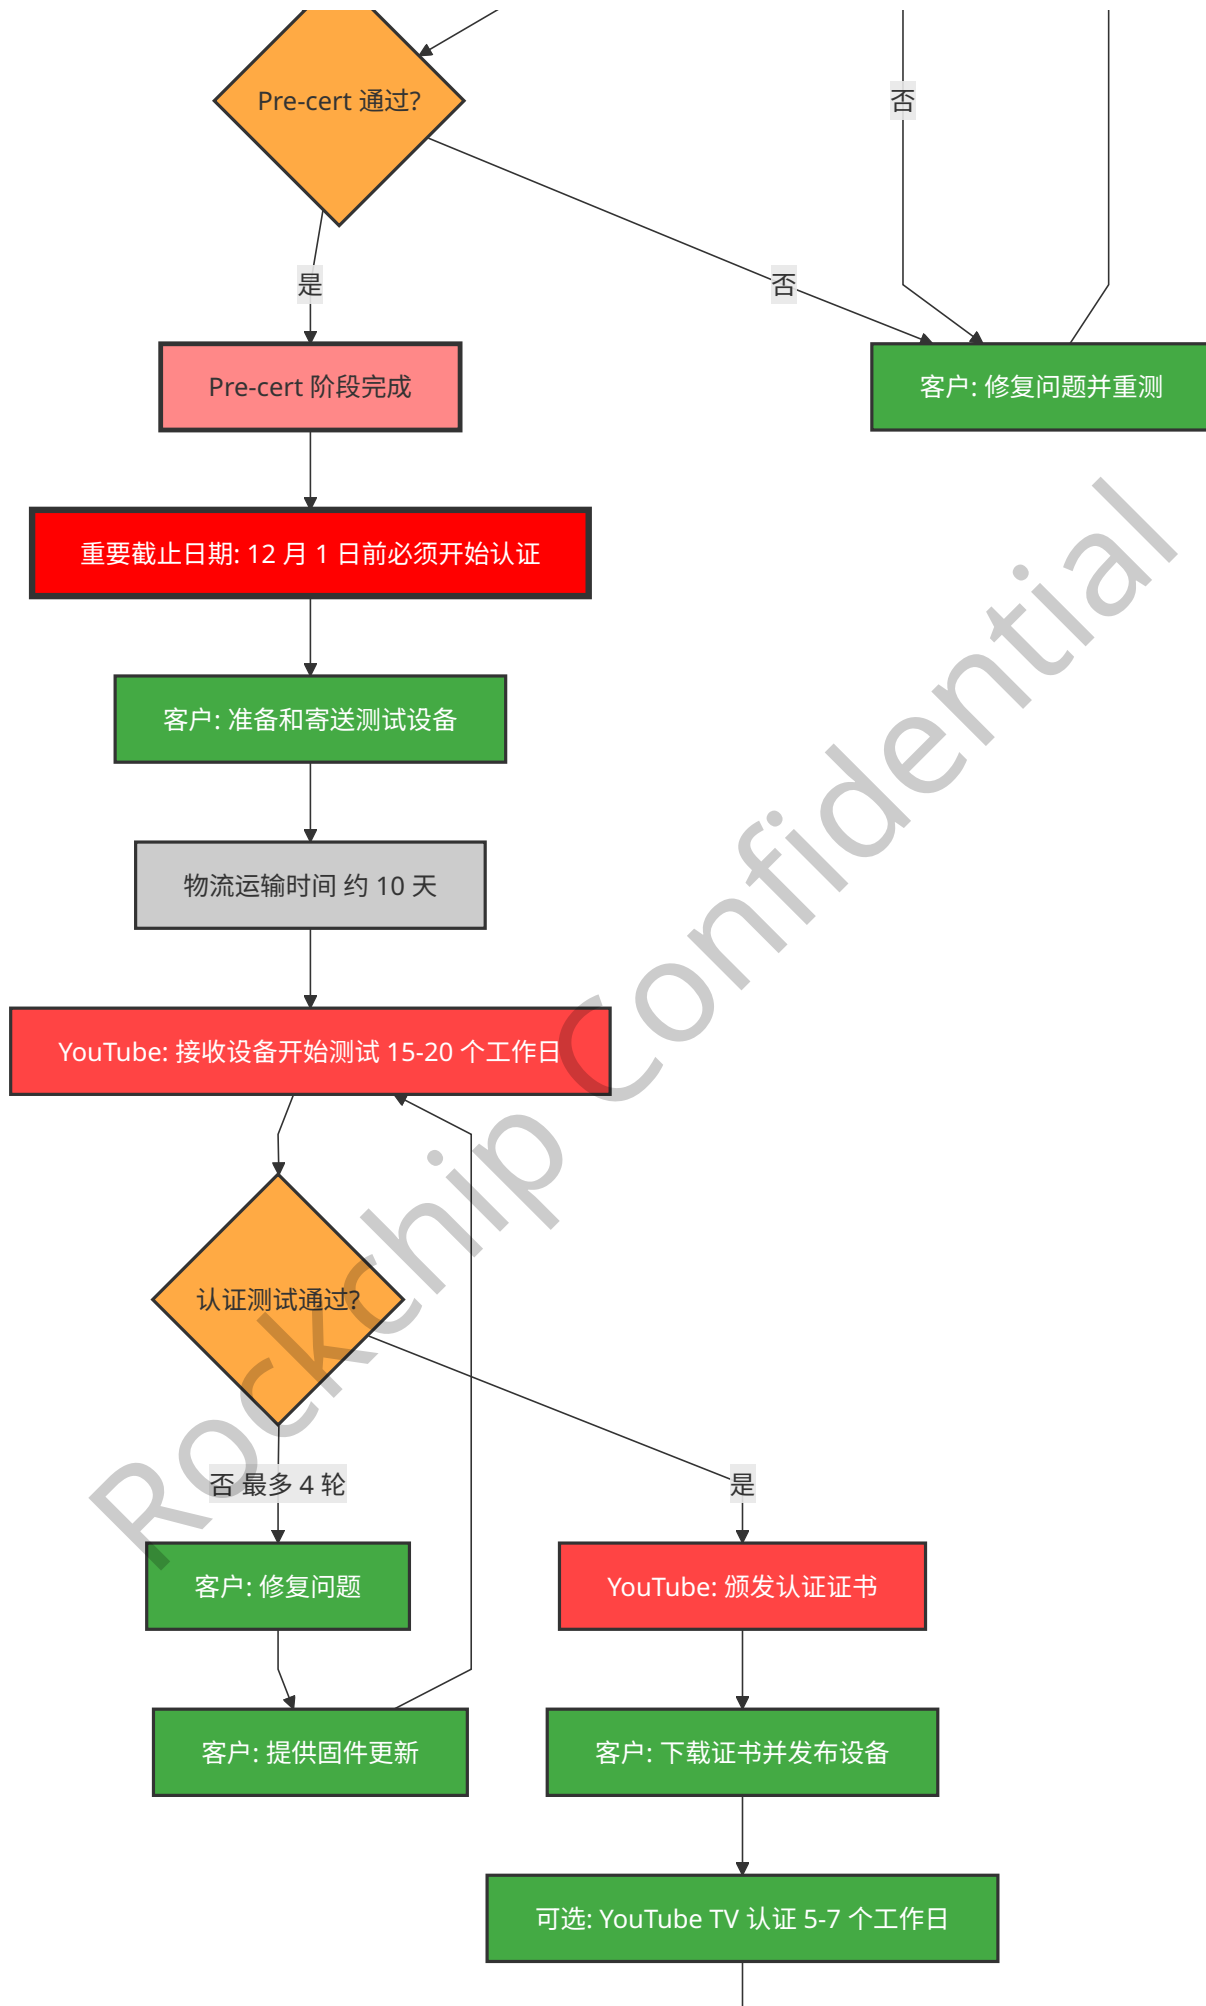 Pre-cert 通过?
否
是
否
Pre-cert 阶段完成
客户: 修复问题并重测
重要截止日期: 12 月 1 日前必须开始认证
客户: 准备和寄送测试设备
物流运输时间 约 10 天
YouTube: 接收设备开始测试 15-20 个工作日
认证测试通过?
否 最多 4 轮
是
客户: 修复问题
YouTube: 颁发认证证书
客户: 提供固件更新
客户: 下载证书并发布设备
可选: YouTube TV 认证 5-7 个工作日
Rockchip Confidential